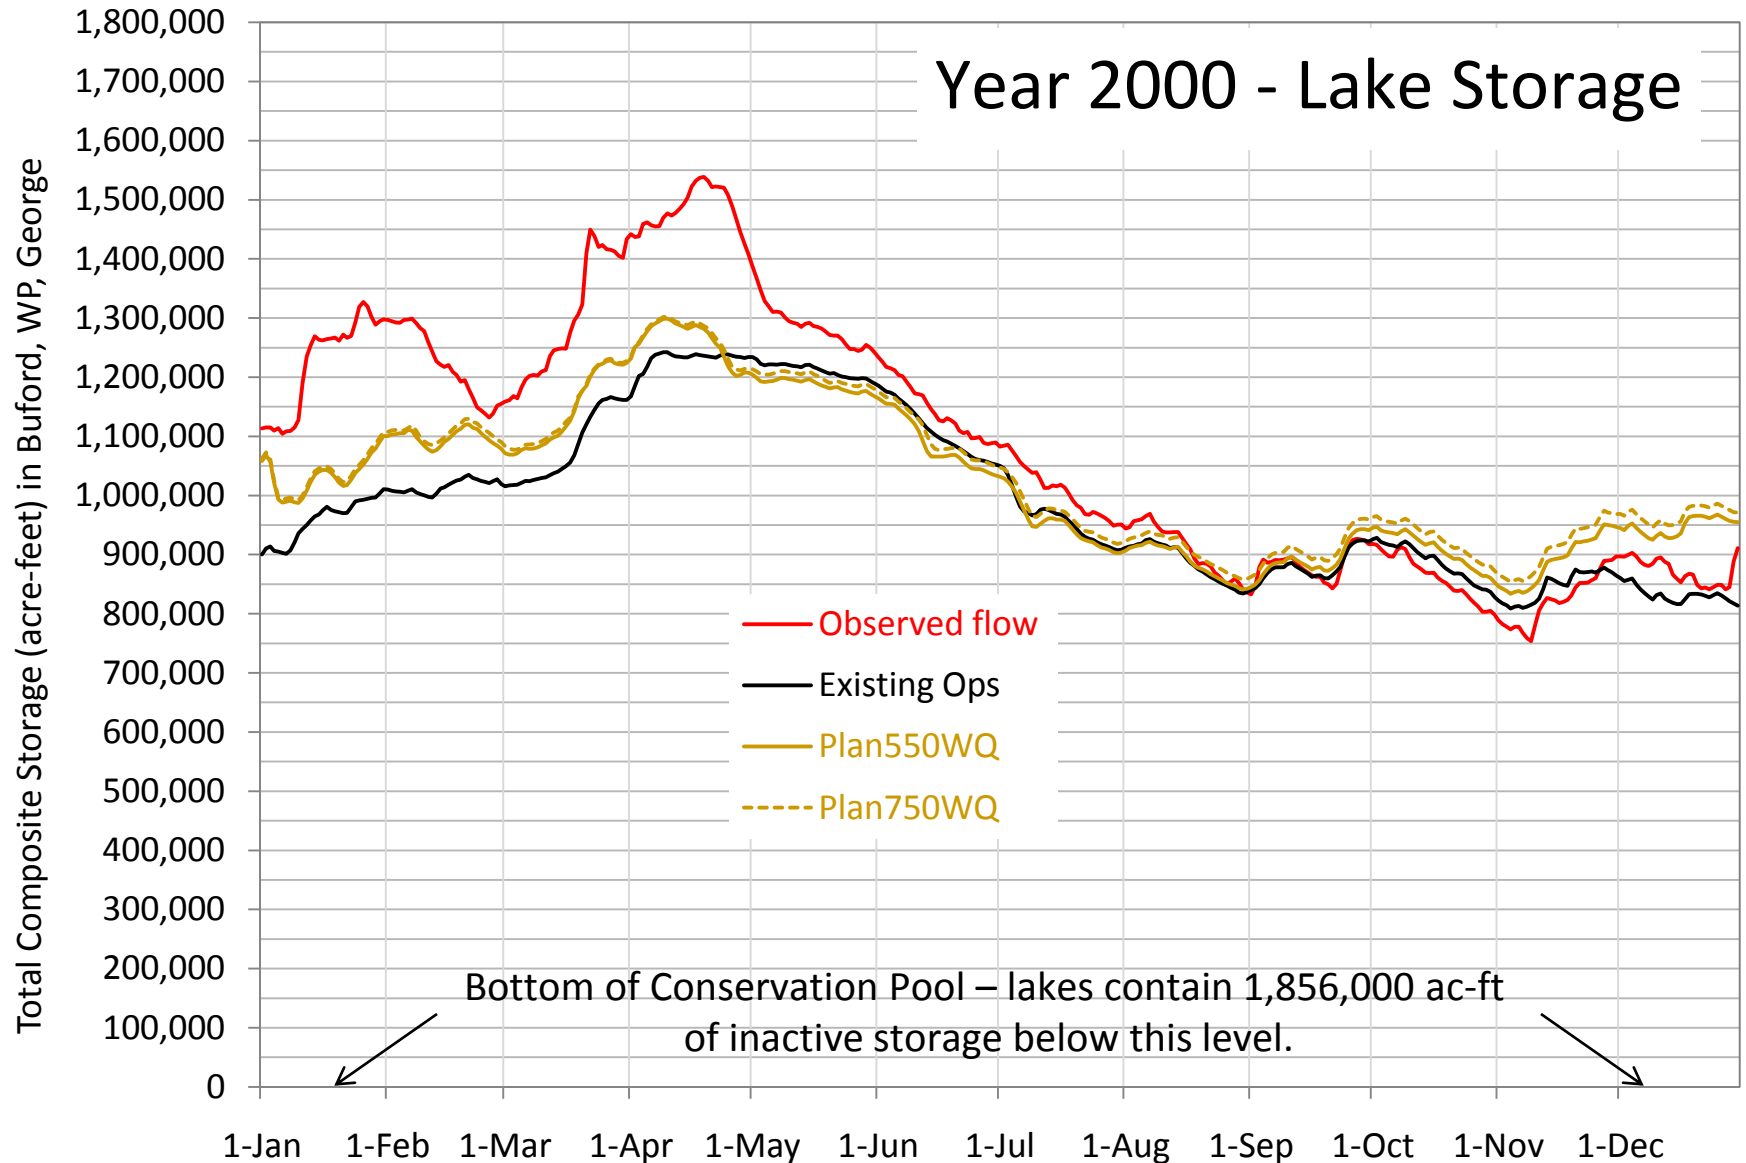 Year 2000 - Lake Storage
Total Composite Storage (acre-feet) in Buford, WP, George
1,800,000
1,700,000
1,600,000
1,500,000
1,400,000
1,300,000
1,200,000
1,100,000
1,000,000
900,000
800,000
700,000
600,000
500,000
400,000
300,000
200,000
100,000
0
Observed flow
Existing Ops
Plan550WQ
Plan750WQ
Bottom of Conservation Pool – lakes contain 1,856,000 ac-ft
of inactive storage below this level.
1-Jan 1-Feb 1-Mar 1-Apr 1-May 1-Jun 1-Jul 1-Aug 1-Sep 1-Oct 1-Nov 1-Dec